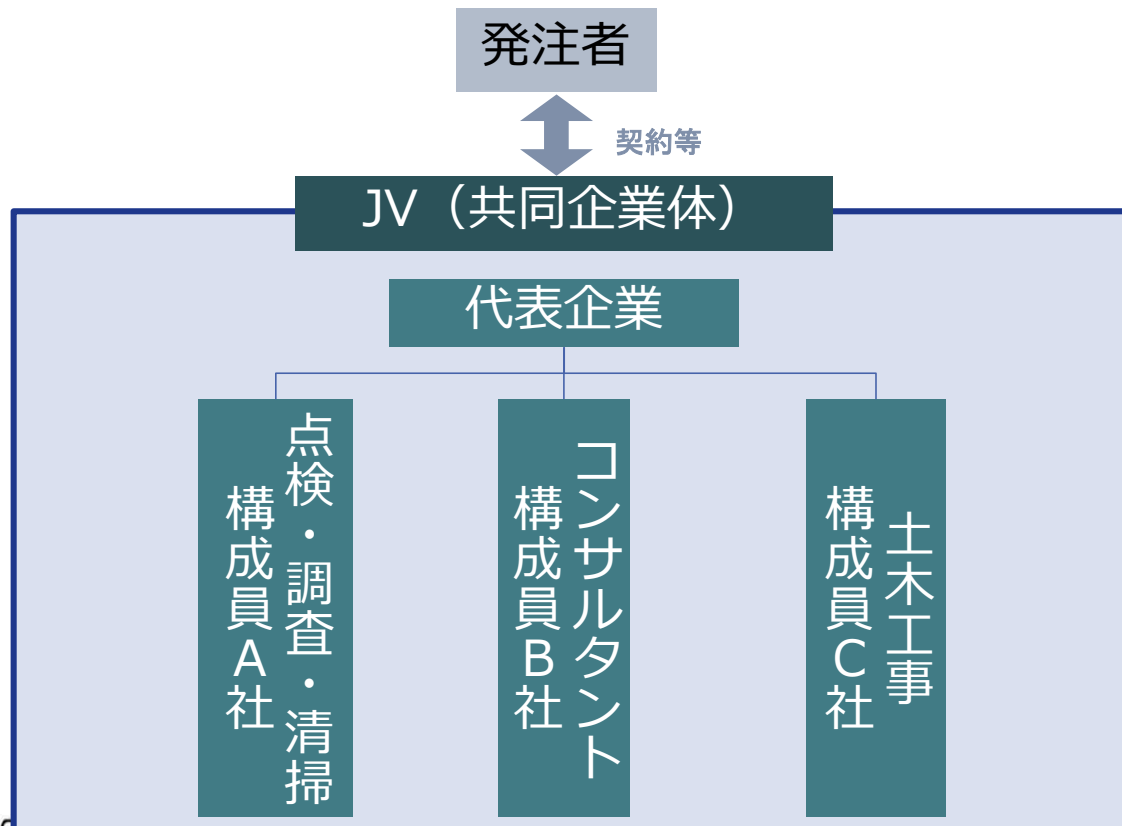 発注者
契約等
JV（共同企業体）
代表企業
点検・調査・清掃
構成員A社
コンサルタント
構成員B社
土木工事
構成員C社